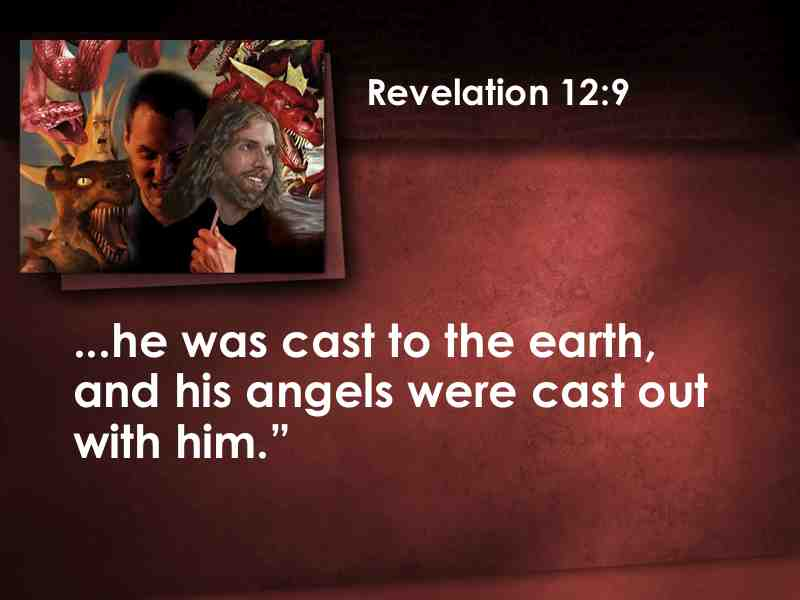 Revelation 12:9
...he was cast to the earth,
and his angels were cast out
with him.”